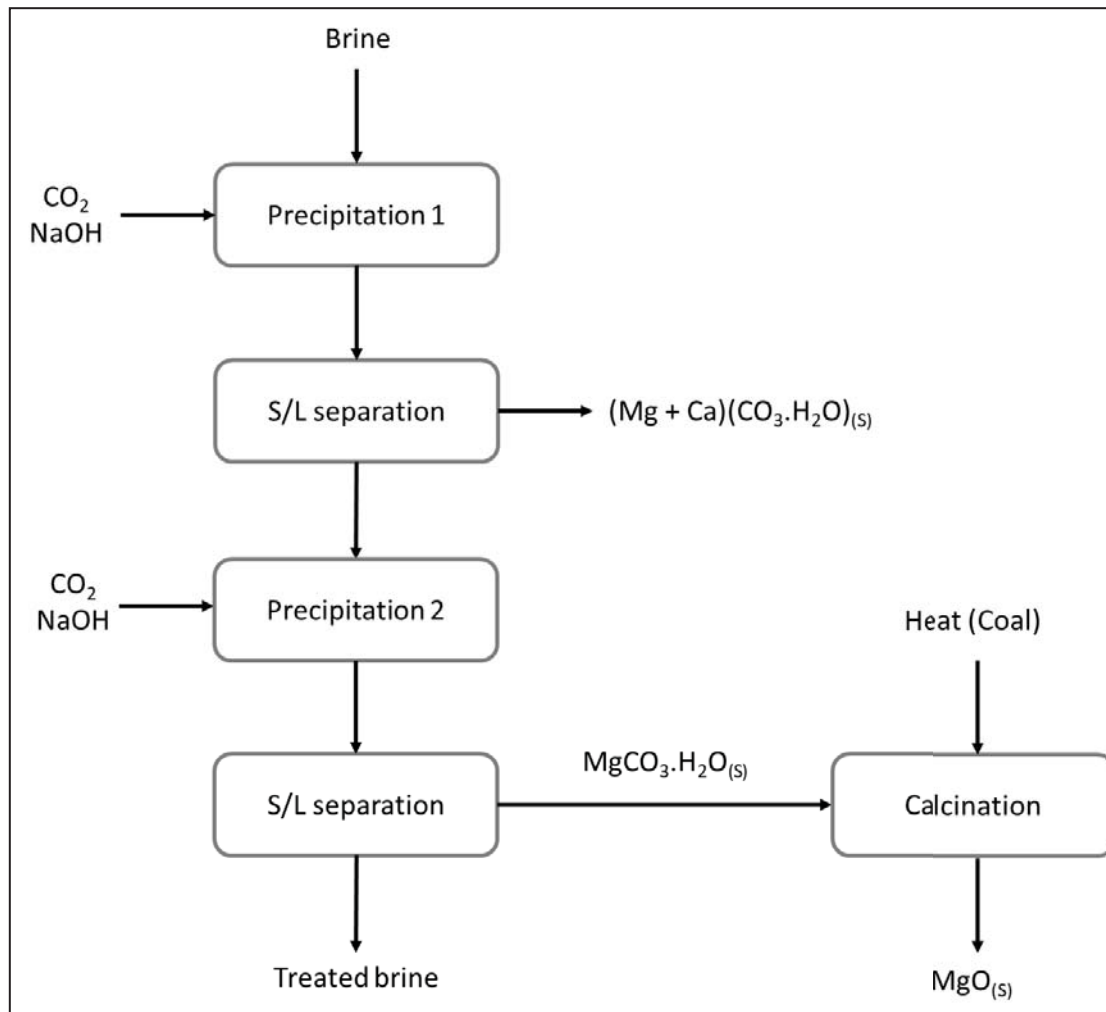 Brine
CO₂
NaOH
Precipitation 1
S/L separation
(Mg + Ca)(CO₃.H₂O)₍S₎
CO₂
NaOH
Precipitation 2
Heat (Coal)
S/L separation
MgCO₃.H₂O₍S₎
Calcination
Treated brine
MgO₍S₎